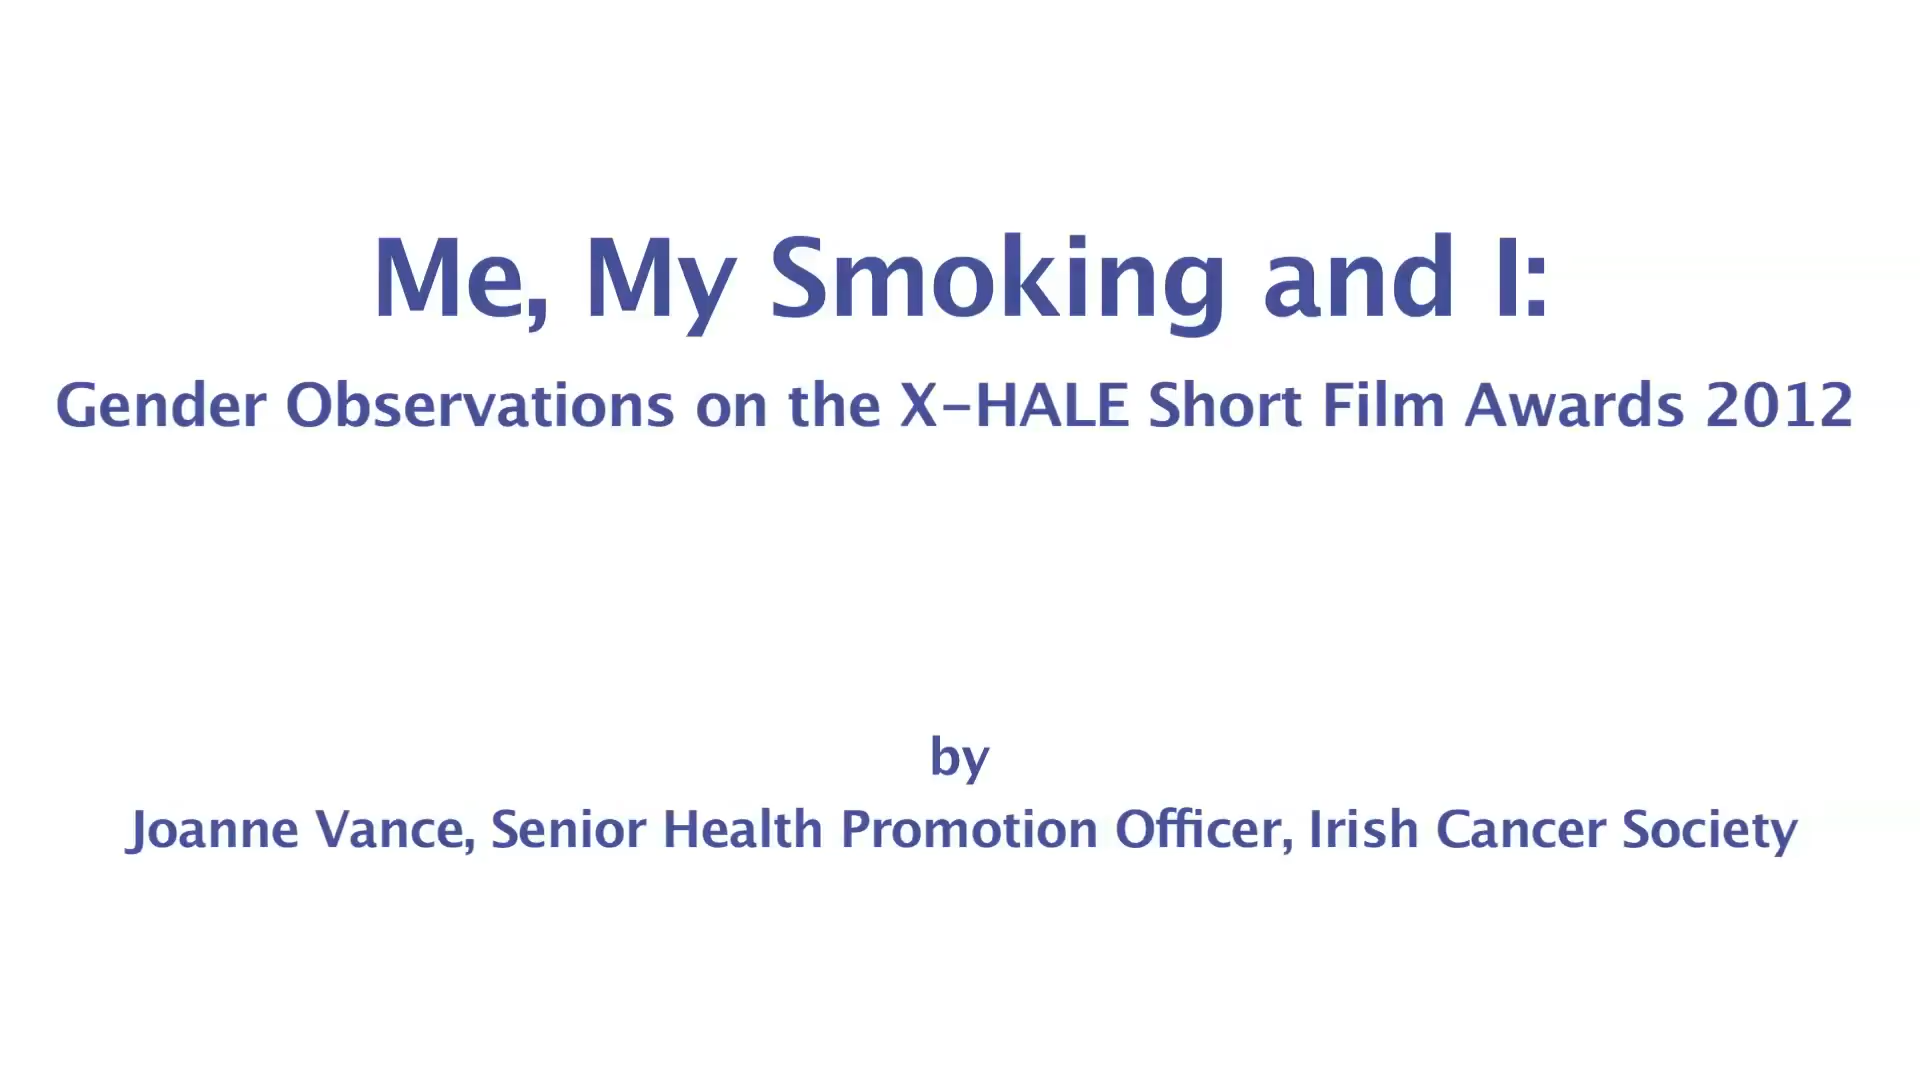 Me, My Smoking and I:
Gender Observations on the X-HALE Short Film Awards 2012
by
Joanne Vance, Senior Health Promotion Officer, Irish Cancer Society